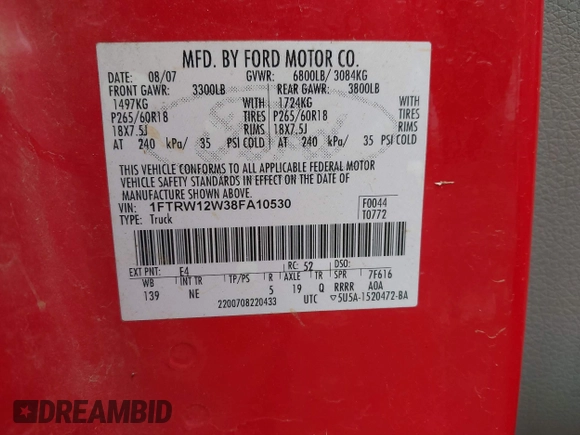 MFD. BY FORD MOTOR CO.
DATE: 08/07 GVWR: 6800LB/ 3084KG
FRONT GAWR: 3300LB REAR GAWR: 3800LB
1497KG WITH 1724KG WITH
P265/60R18 TIRES P265/60R18 TIRES
18X7.5J RIMS 18X7.5J RIMS
AT 240 kPa/ 35 PSI COLD AT 240 kPa/ 35 PSI COLD
THIS VEHICLE CONFORMS TO ALL APPLICABLE FEDERAL MOTOR
VEHICLE SAFETY STANDARDS IN EFFECT ON THE DATE OF
MANUFACTURE SHOWN ABOVE.
VIN: 1FTRW12W38FA10530 F0044
TYPE: Truck T0772
EXT PNT: E4 RC: 52 DSO:
WB INT TR TP/PS R AXLE TR SPR 7F616
139 NE 5 19 Q RRRR AOA
2200708220433 UTC ▽5U5A-1520472-BA
DREAMBID